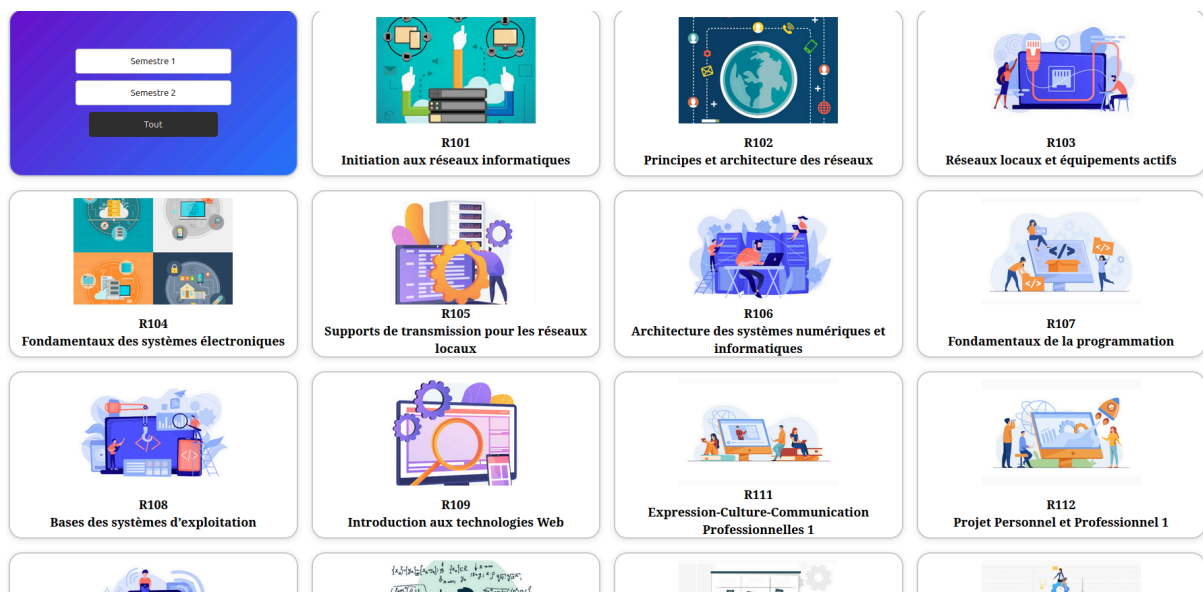 Semestre 1
Semestre 2
Tout
R101
Initiation aux réseaux informatiques
R102
Principes et architecture des réseaux
R103
Réseaux locaux et équipements actifs
R104
Fondamentaux des systèmes électroniques
R105
Supports de transmission pour les réseaux
locaux
R106
Architecture des systèmes numériques et
informatiques
R107
Fondamentaux de la programmation
R108
Bases des systèmes d'exploitation
R109
Introduction aux technologies Web
R111
Expression-Culture-Communication
Professionnelles 1
R112
Projet Personnel et Professionnel 1